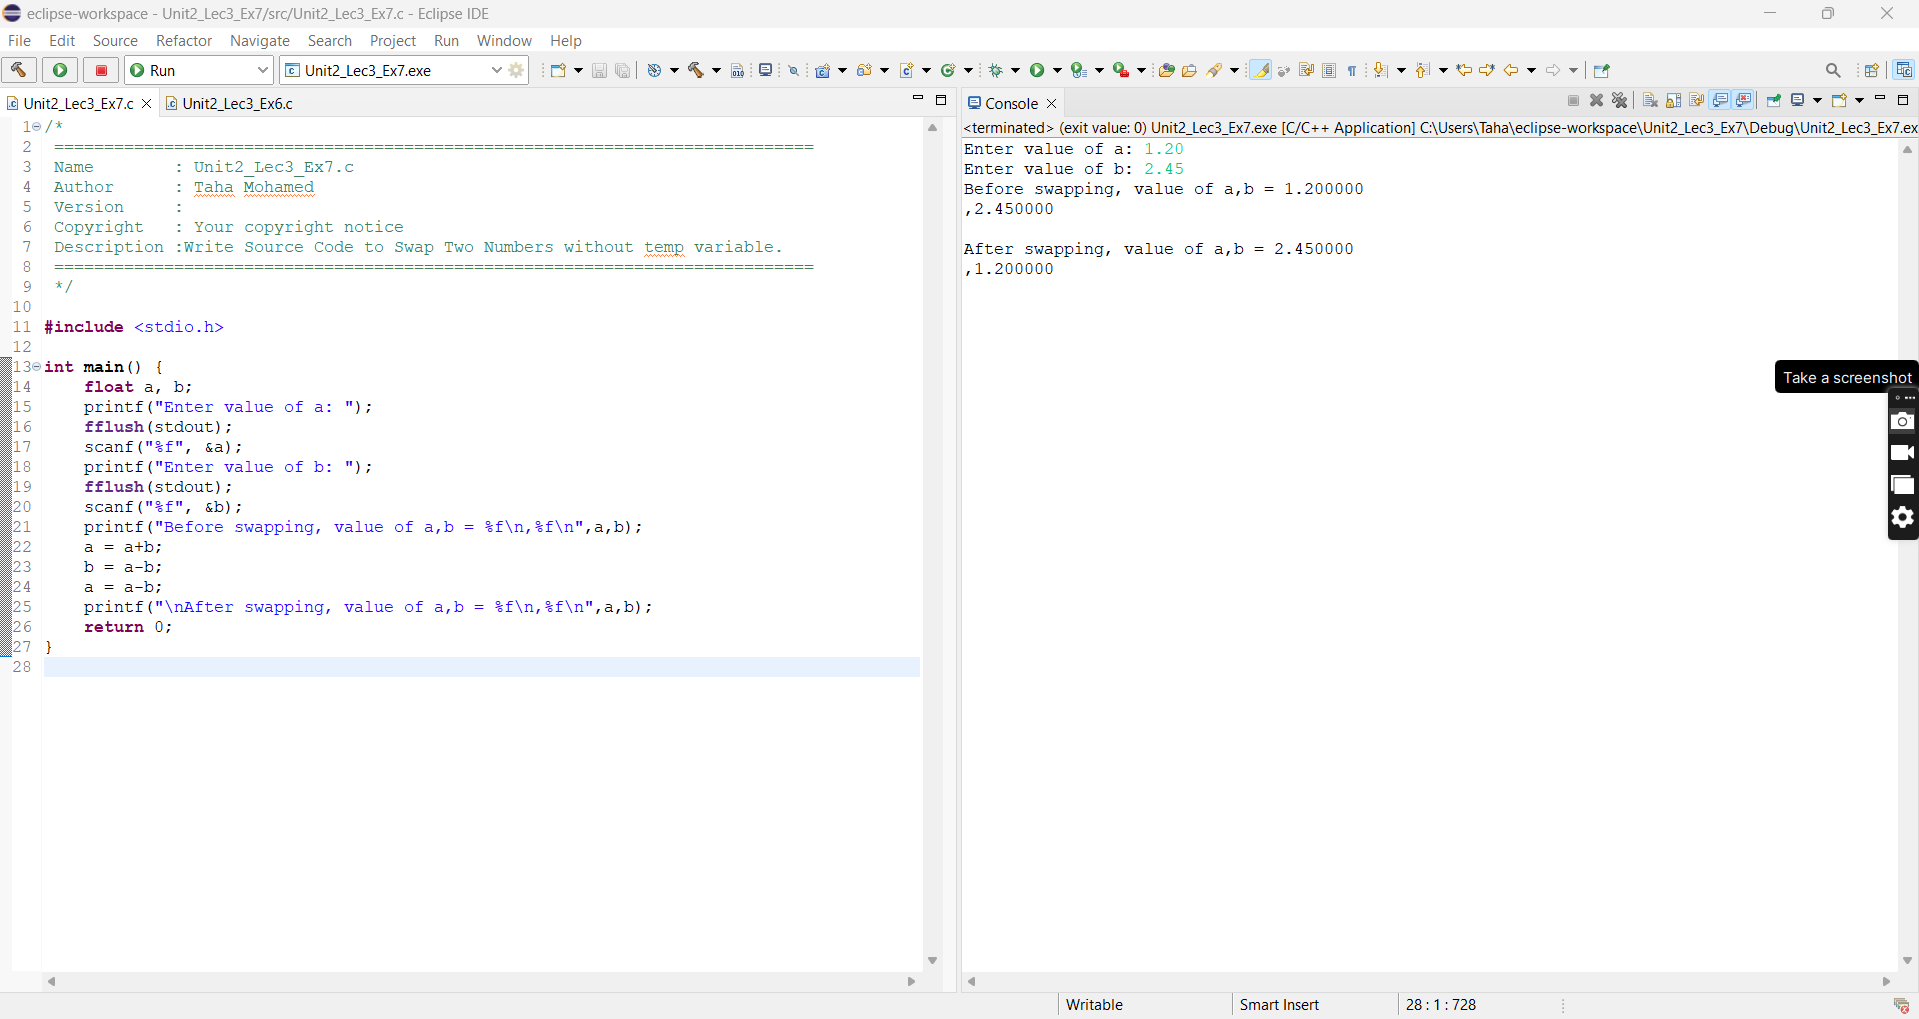 eclipse-workspace - Unit2_Lec3_Ex7/src/Unit2_Lec3_Ex7.c - Eclipse IDE
File Edit Source Refactor Navigate Search Project Run Window Help
Run Unit2_Lec3_Ex7.exe
Unit2_Lec3_Ex7.c Unit2_Lec3_Ex6.c
1 /*
2 ============================================================================
3 Name        : Unit2_Lec3_Ex7.c
4 Author      : Taha Mohamed
5 Version     :
6 Copyright   : Your copyright notice
7 Description :Write Source Code to Swap Two Numbers without temp variable.
8 ============================================================================
9 */
10
11 #include <stdio.h>
12
13 int main() {
14     float a, b;
15     printf("Enter value of a: ");
16     fflush(stdout);
17     scanf("%f", &a);
18     printf("Enter value of b: ");
19     fflush(stdout);
20     scanf("%f", &b);
21     printf("Before swapping, value of a,b = %f\n,%f\n",a,b);
22     a = a+b;
23     b = a-b;
24     a = a-b;
25     printf("\nAfter swapping, value of a,b = %f\n,%f\n",a,b);
26     return 0;
27 }
28
Console
<terminated> (exit value: 0) Unit2_Lec3_Ex7.exe [C/C++ Application] C:\Users\Taha\eclipse-workspace\Unit2_Lec3_Ex7\Debug\Unit2_Lec3_Ex7.ex
Enter value of a: 1.20
Enter value of b: 2.45
Before swapping, value of a,b = 1.200000
,2.450000
After swapping, value of a,b = 2.450000
,1.200000
Take a screenshot
Writable Smart Insert 28 : 1 : 728